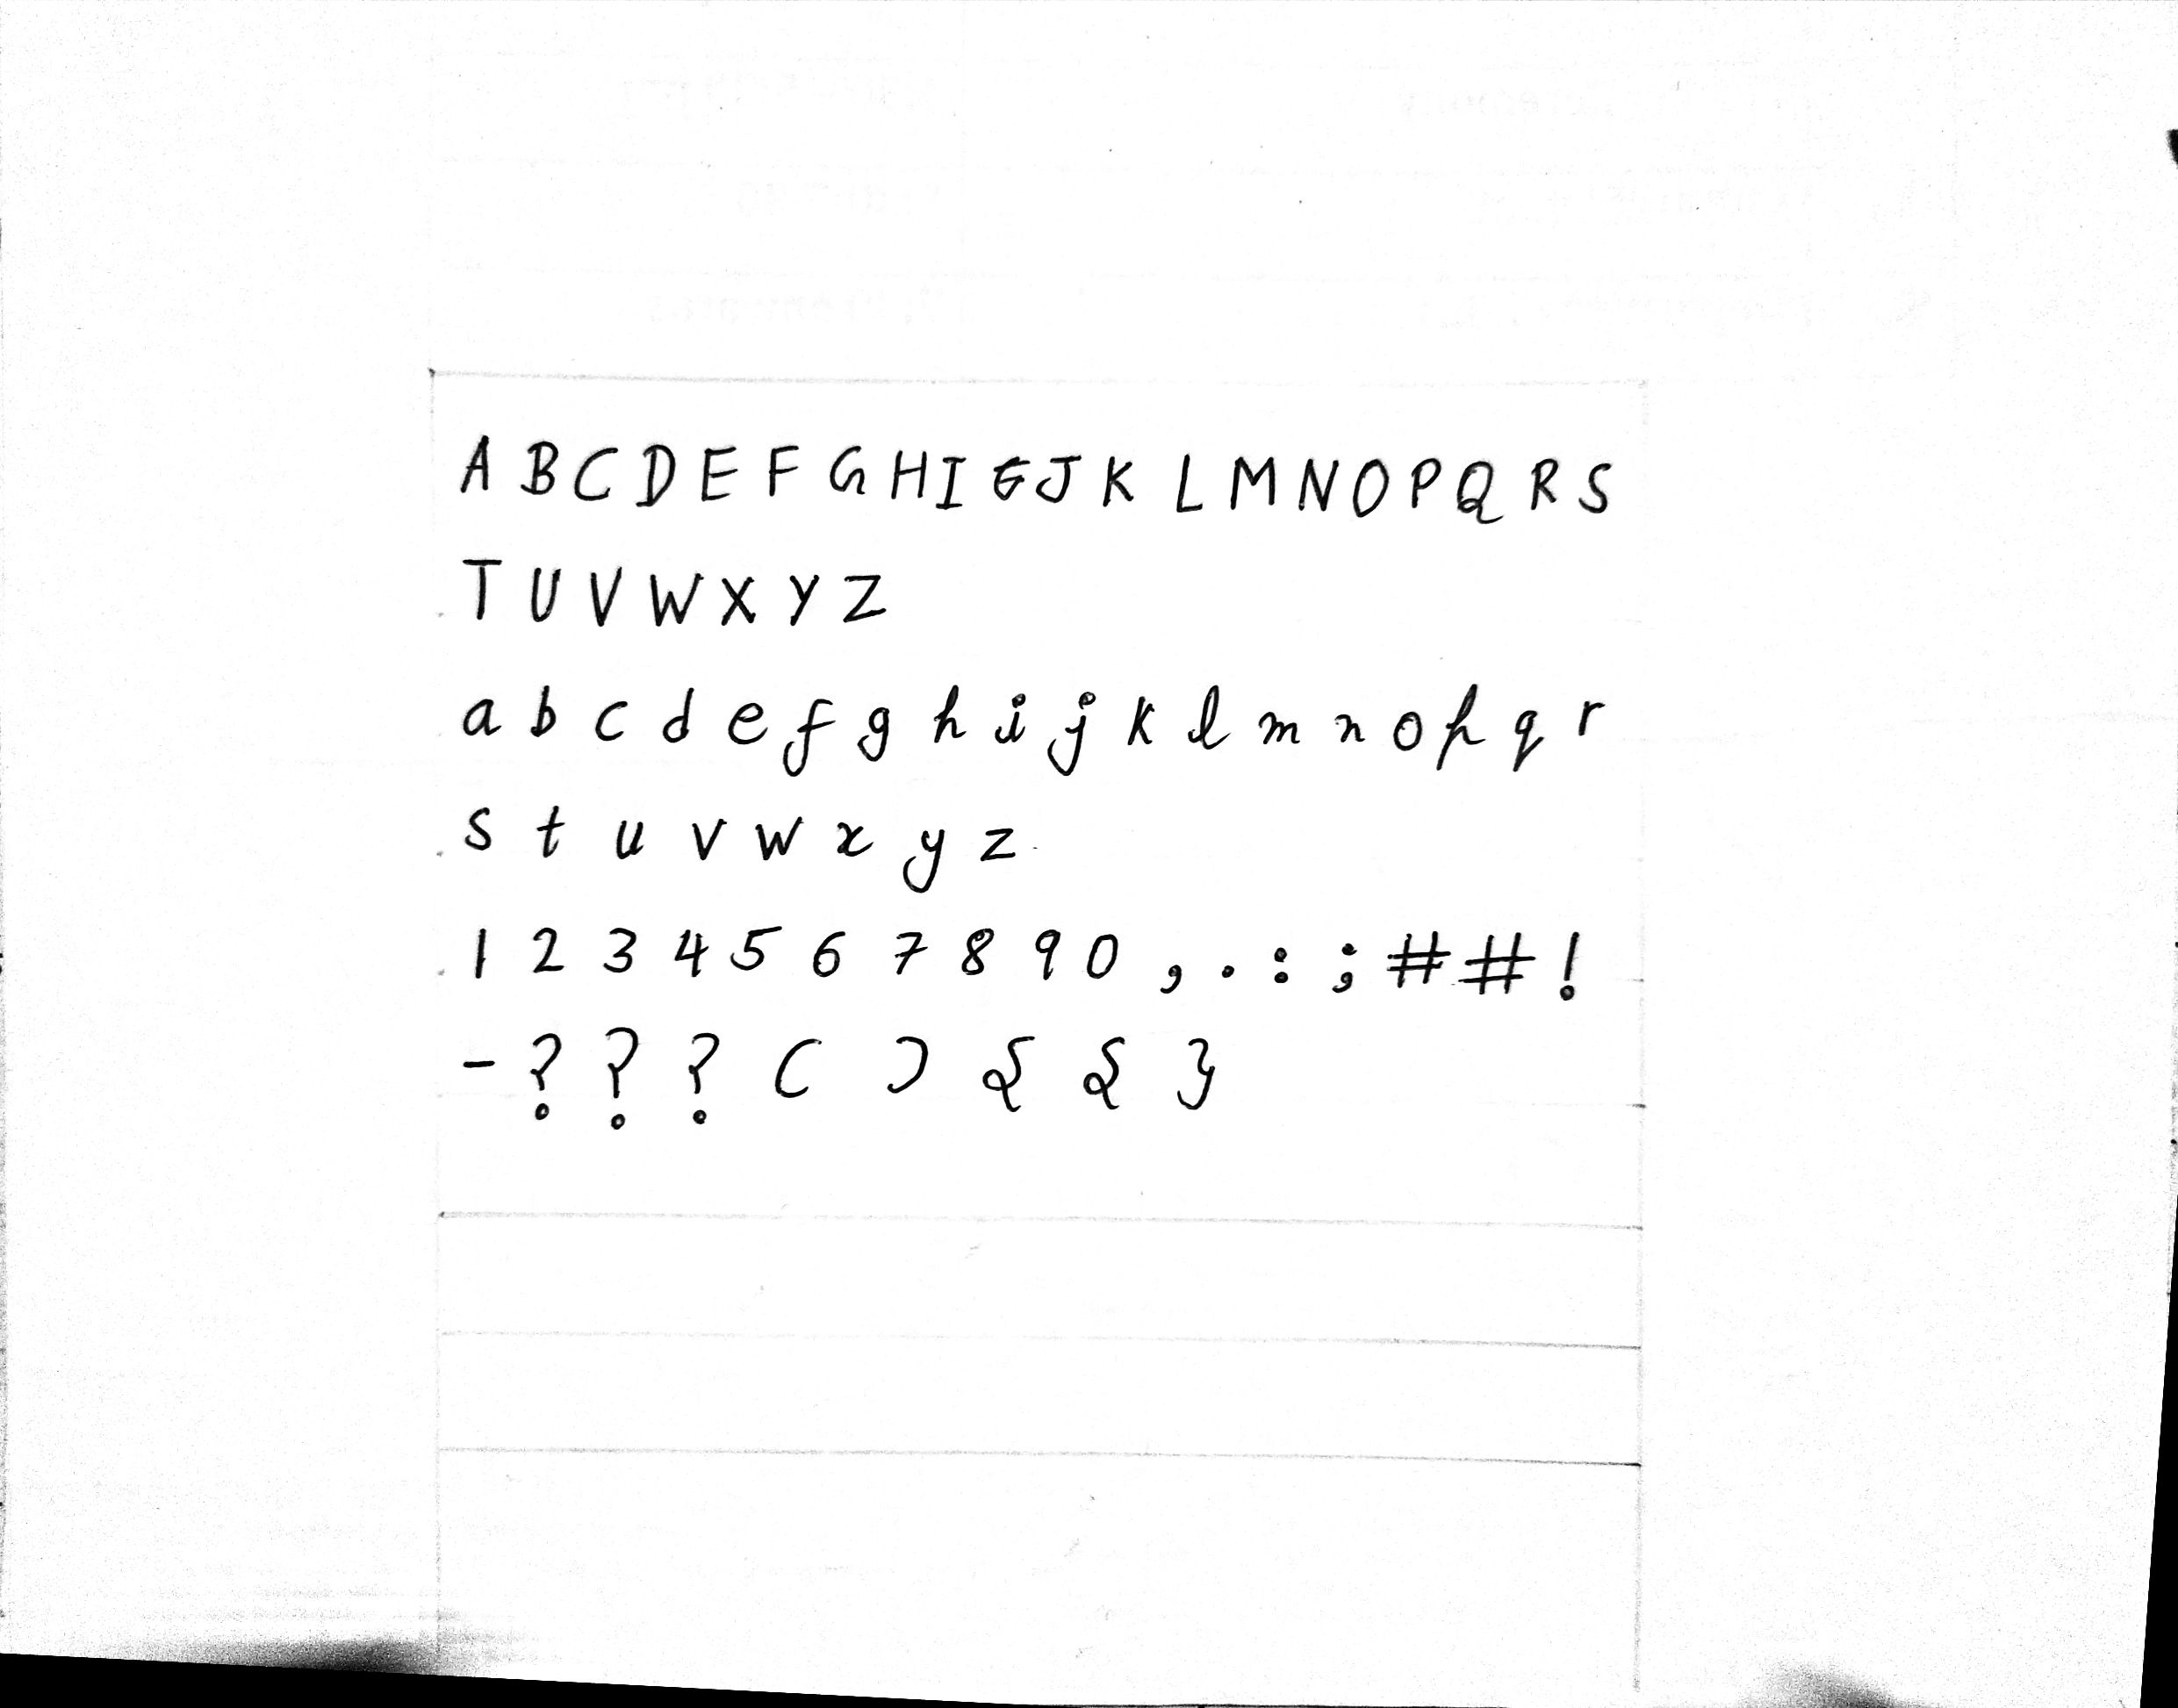 A B C D E F G H I G J K L M N O P Q R S
T U V W X Y Z
a b c d e f g h i j k l m n o p q r
s t u v w x y z
1 2 3 4 5 6 7 8 9 0 , . : ; # # !
- ? ? ? ( ) { { }